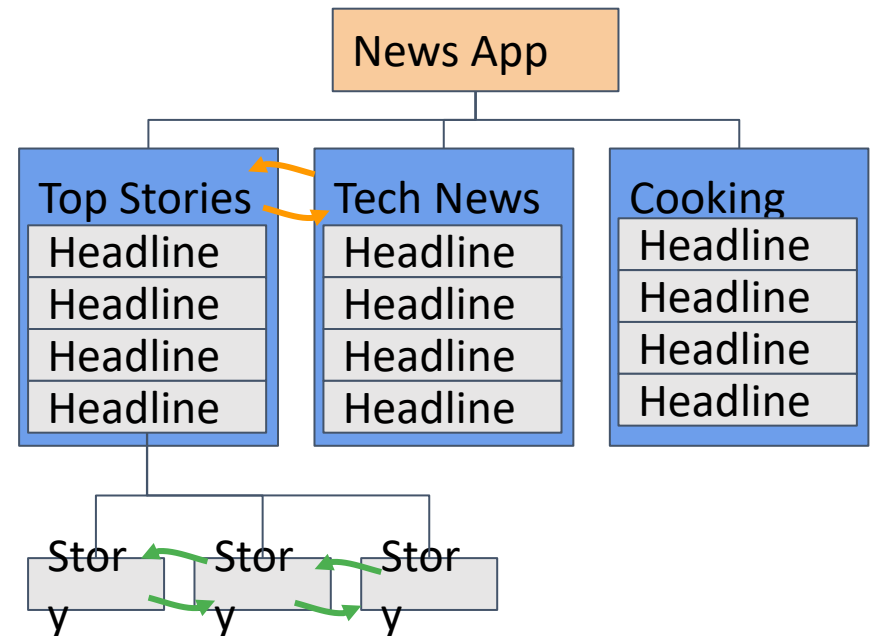 News App
Top Stories
Headline
Headline
Headline
Headline
Tech News
Headline
Headline
Headline
Headline
Cooking
Headline
Headline
Headline
Headline
Stor
y
Stor
y
Stor
y